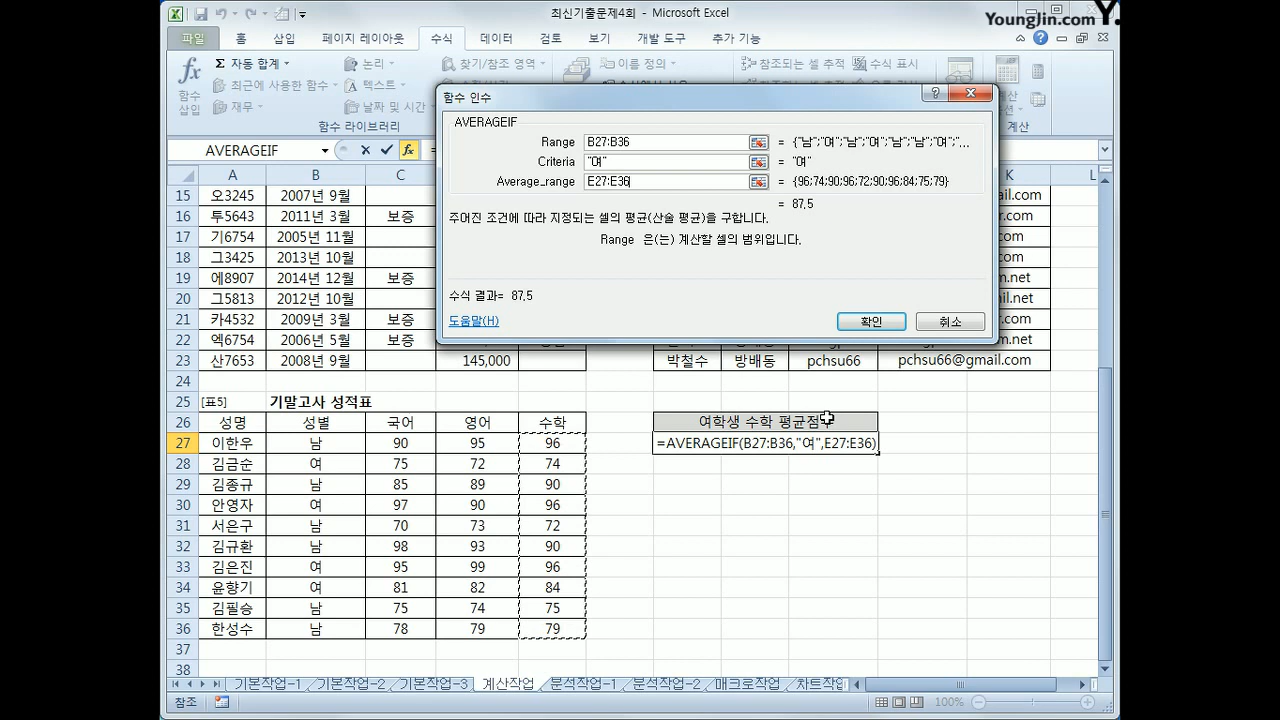 최신기출문제4회 - Microsoft Excel
YoungJin.com Y.
파일 홈 삽입 페이지 레이아웃 수식 데이터 검토 보기 개발 도구 추가 기능
fx Σ 자동 합계 논리 찾기/참조 영역 이름 정의 참조되는 셀 추적 수식 표시
함수 삽입 최근에 사용한 함수 텍스트
재무 날짜 및 시간
함수 라이브러리 계산
함수 인수
AVERAGEIF
Range B27:B36 = {"남";"여";"남";"여";"남";"남";"여";"...
Criteria "여" = "여"
Average_range E27:E36 = {96;74;90;96;72;90;96;84;75;79}
= 87.5
주어진 조건에 따라 지정되는 셀의 평균(산술 평균)을 구합니다.
Range 은(는) 계산할 셀의 범위입니다.
수식 결과= 87.5
도움말(H) 확인 취소
AVERAGEIF fx =
A B C K L
15 오3245 2007년 9월 ail.com
16 투5643 2011년 3월 보증 r.com
17 기6754 2005년 11월 com
18 그3425 2013년 10월 com
19 에8907 2014년 12월 보증 m.net
20 그5813 2012년 10월 il.net
21 카4532 2009년 3월 보증 r.com
22 엑6754 2006년 5월 보증 m.net
23 산7653 2008년 9월 145,000 박철수 방배동 pchsu66 pchsu66@gmail.com
24
25 [표5] 기말고사 성적표
26 성명 성별 국어 영어 수학 여학생 수학 평균점수
27 이한우 남 90 95 96 =AVERAGEIF(B27:B36,"여",E27:E36)
28 김금순 여 75 72 74
29 김종규 남 85 89 90
30 안영자 여 97 90 96
31 서은구 남 70 73 72
32 김규환 남 98 93 90
33 김은진 여 95 99 96
34 윤향기 여 81 82 84
35 김필승 남 75 74 75
36 한성수 남 78 79 79
37
38
기본작업-1 기본작업-2 기본작업-3 계산작업 분석작업-1 분석작업-2 매크로작업 차트작업
참조 100%